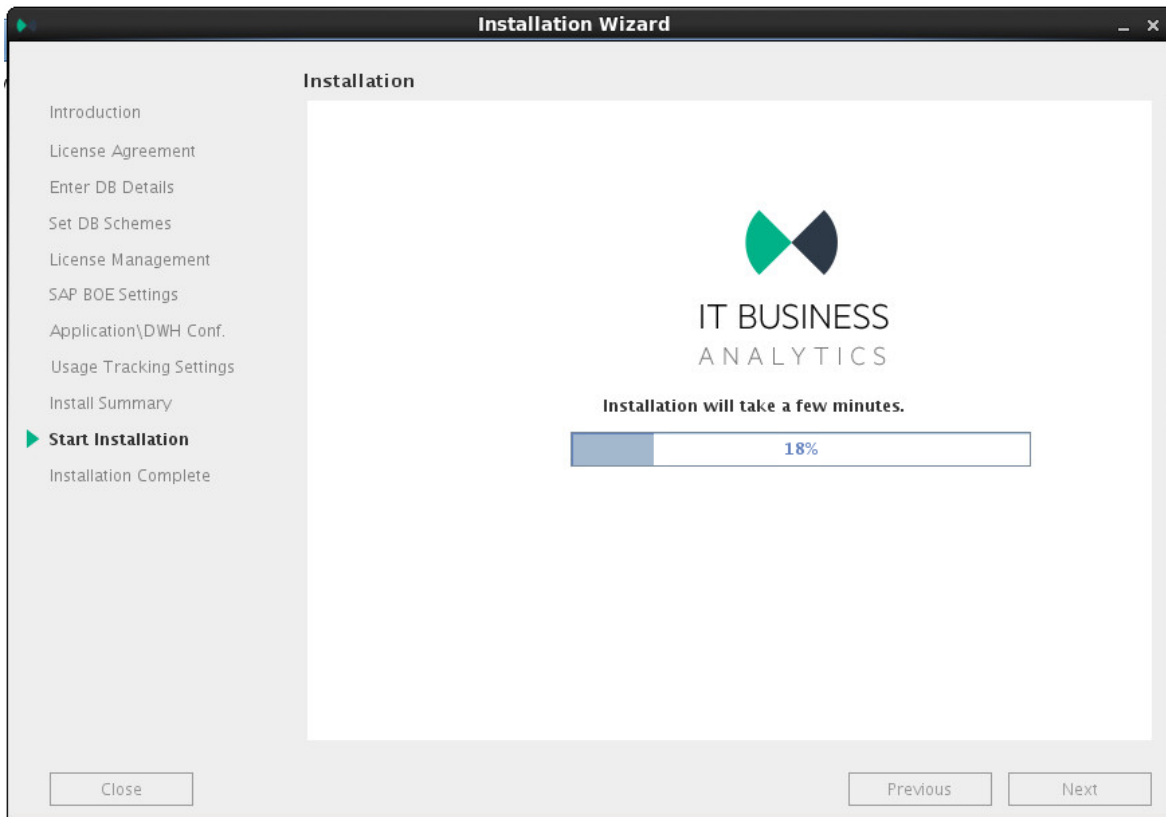 Installation Wizard
Installation
Introduction
License Agreement
Enter DB Details
Set DB Schemes
License Management
SAP BOE Settings
Application\DWH Conf.
Usage Tracking Settings
Install Summary
Start Installation
Installation Complete
IT BUSINESS
ANALYTICS
Installation will take a few minutes.
18%
Close
Previous
Next